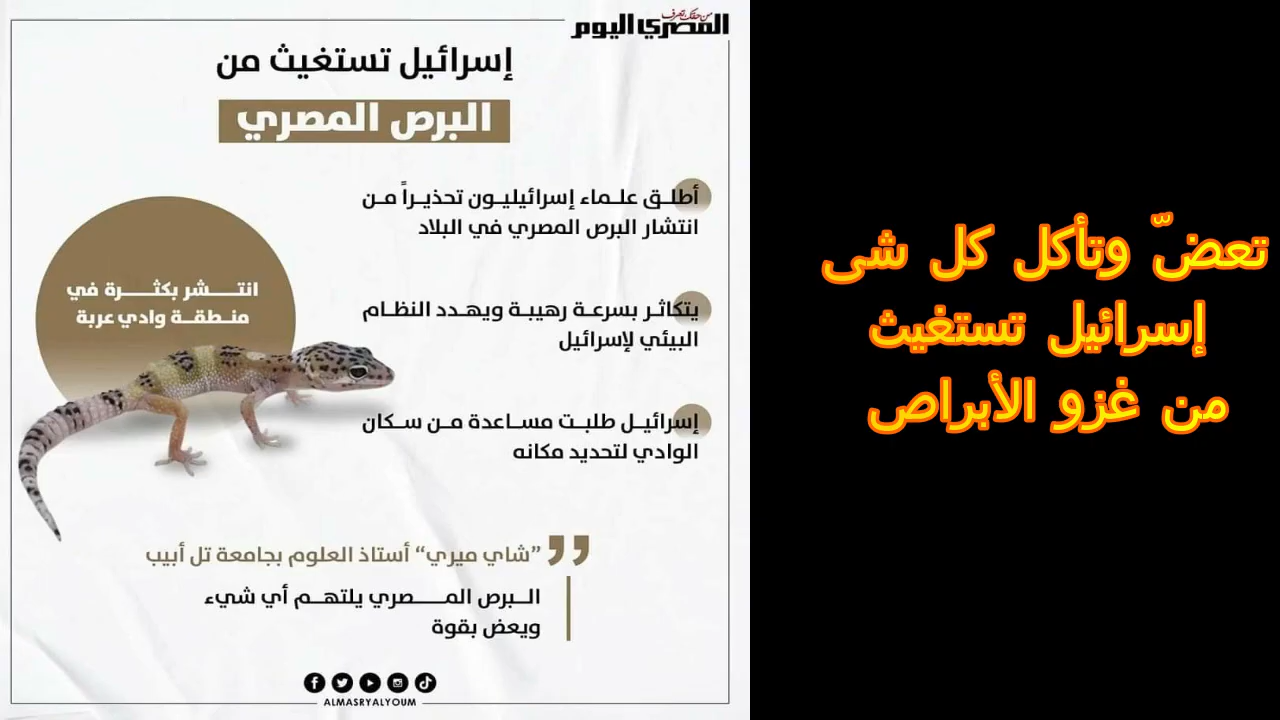 من حقك تعرف
المصري اليوم
إسرائيل تستغيث من
البرص المصري
أطلق علماء إسرائيليون تحذيراً من
انتشار البرص المصري في البلاد
يتكاثر بسرعة رهيبة ويهدد النظام
البيئي لإسرائيل
إسرائيل طلبت مساعدة من سكان
الوادي لتحديد مكانه
انتشر بكثرة في
منطقة وادي عربة
”شاي ميري“ أستاذ العلوم بجامعة تل أبيب
البرص المصري يلتهم أي شيء
ويعض بقوة
ALMASRYALYOUM
تعضّ وتأكل كل شى
إسرائيل تستغيث
من غزو الأبراص